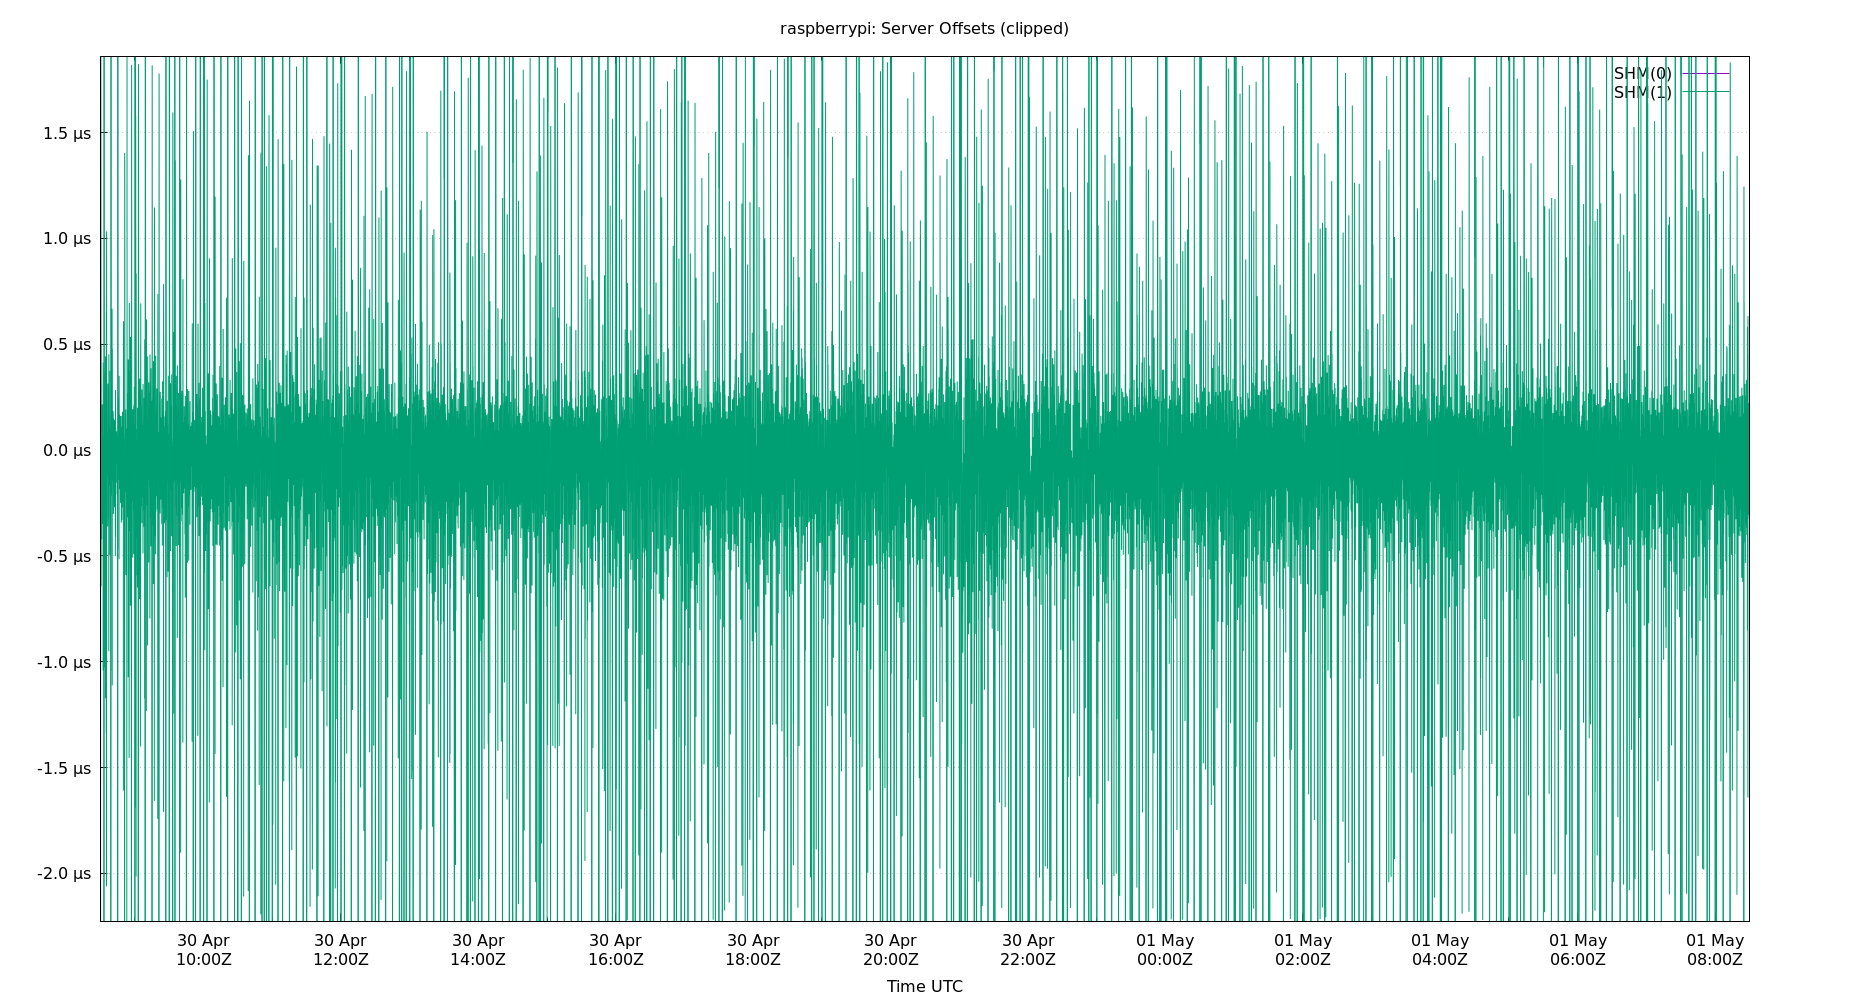 raspberrypi: Server Offsets (clipped)
SHM(0)
SHM(1)
1.5 µs
1.0 µs
0.5 µs
0.0 µs
-0.5 µs
-1.0 µs
-1.5 µs
-2.0 µs
30 Apr 30 Apr 30 Apr 30 Apr 30 Apr 30 Apr 30 Apr 01 May 01 May 01 May 01 May 01 May
10:00Z 12:00Z 14:00Z 16:00Z 18:00Z 20:00Z 22:00Z 00:00Z 02:00Z 04:00Z 06:00Z 08:00Z
Time UTC